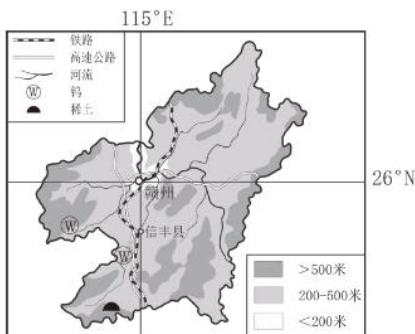 115°E
铁路
高速公路
河流
W 钨
稀土
26°N
赣州
W
信丰县
W
>500米
200-500米
<200米